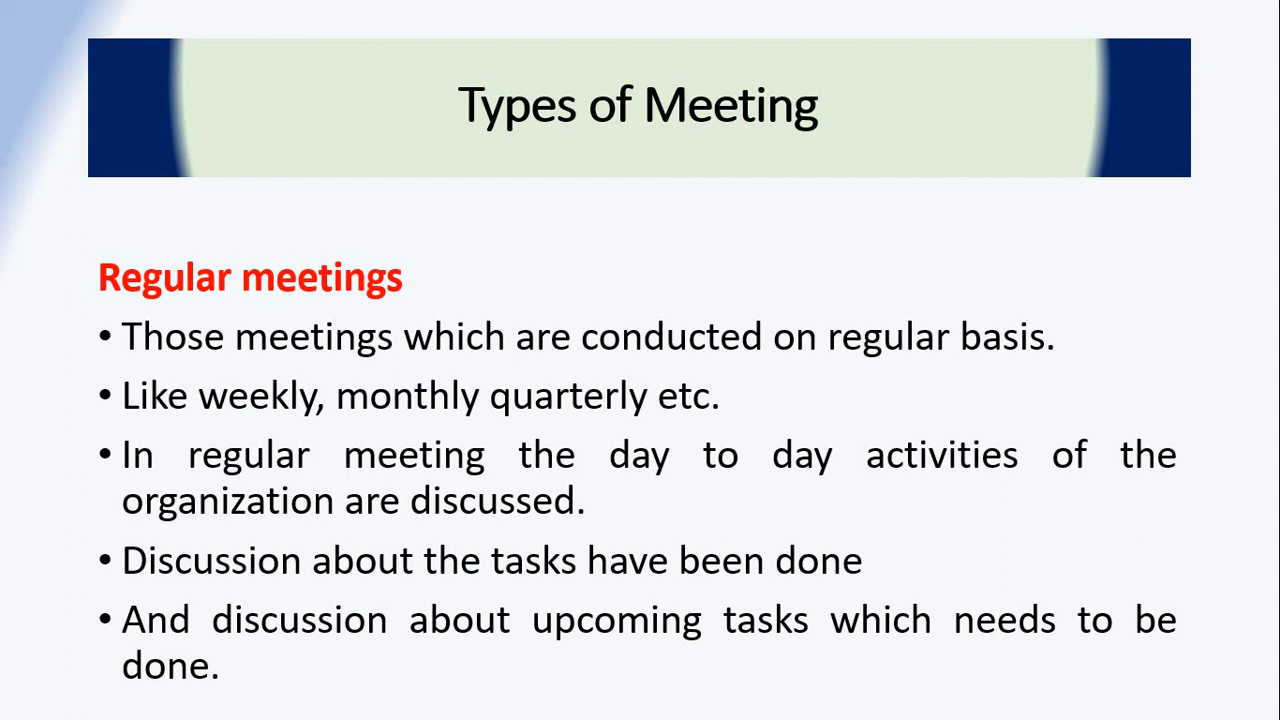 Types of Meeting
Regular meetings
• Those meetings which are conducted on regular basis.
• Like weekly, monthly quarterly etc.
• In regular meeting the day to day activities of the
organization are discussed.
• Discussion about the tasks have been done
• And discussion about upcoming tasks which needs to be
done.